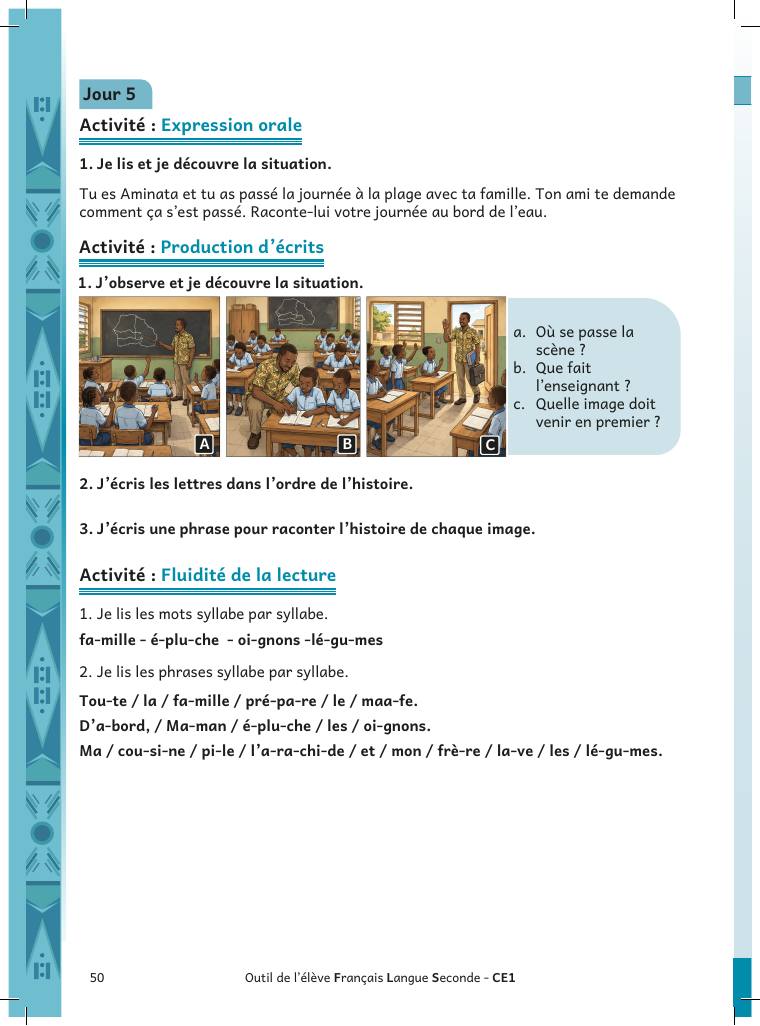 Jour 5
Activité : Expression orale
1. Je lis et je découvre la situation.
Tu es Aminata et tu as passé la journée à la plage avec ta famille. Ton ami te demande
comment ça s’est passé. Raconte-lui votre journée au bord de l’eau.
Activité : Production d’écrits
1. J’observe et je découvre la situation.
A
B
C
a. Où se passe la
scène ?
b. Que fait
l’enseignant ?
c. Quelle image doit
venir en premier ?
2. J’écris les lettres dans l’ordre de l’histoire.
3. J’écris une phrase pour raconter l’histoire de chaque image.
Activité : Fluidité de la lecture
1. Je lis les mots syllabe par syllabe.
fa-mille - é-plu-che - oi-gnons -lé-gu-mes
2. Je lis les phrases syllabe par syllabe.
Tou-te / la / fa-mille / pré-pa-re / le / maa-fe.
D’a-bord, / Ma-man / é-plu-che / les / oi-gnons.
Ma / cou-si-ne / pi-le / l’a-ra-chi-de / et / mon / frè-re / la-ve / les / lé-gu-mes.
50
Outil de l’élève Français Langue Seconde - CE1